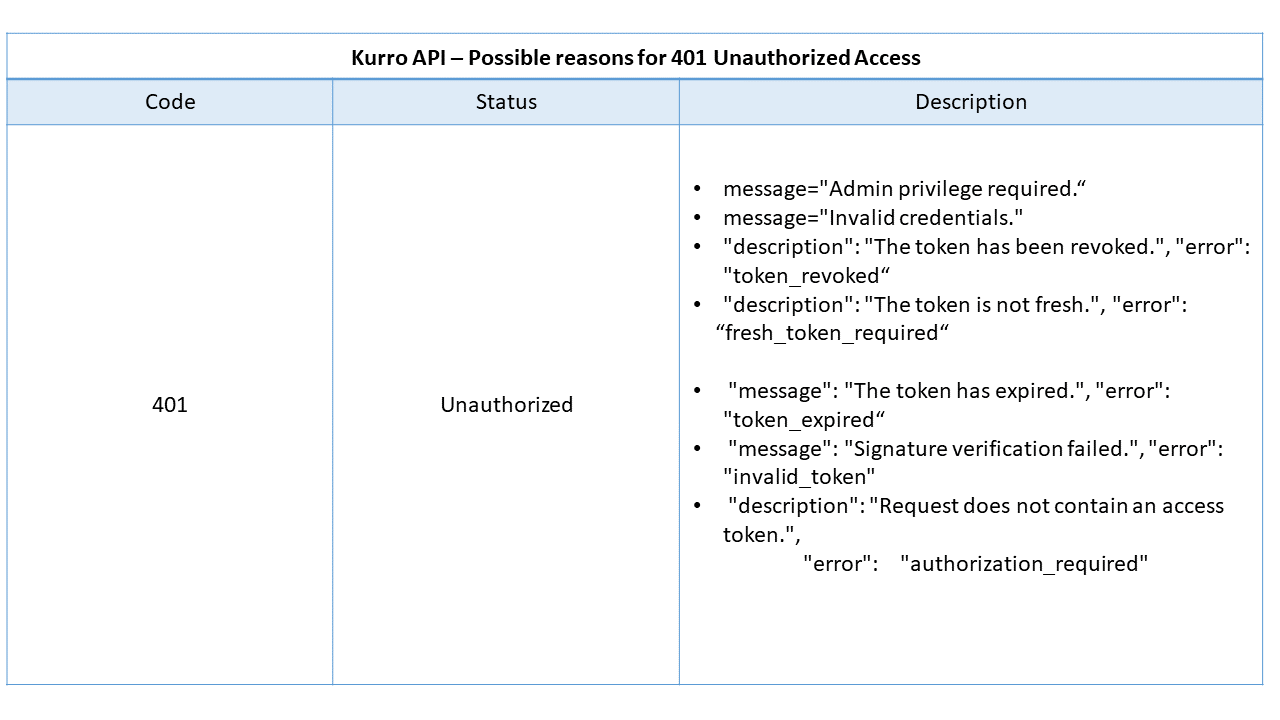 Kurro API – Possible reasons for 401 Unauthorized Access
Code Status Description
401 Unauthorized
• message="Admin privilege required.“
• message="Invalid credentials."
• "description": "The token has been revoked.", "error":
"token_revoked“
• "description": "The token is not fresh.", "error":
“fresh_token_required“
• "message": "The token has expired.", "error":
"token_expired“
• "message": "Signature verification failed.", "error":
"invalid_token"
• "description": "Request does not contain an access
token.",
"error": "authorization_required"